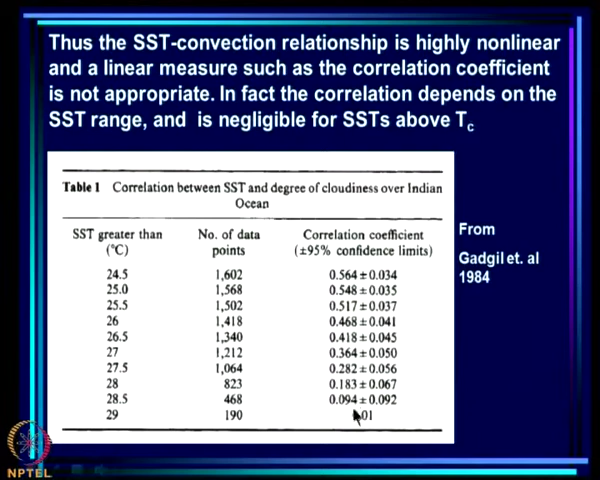 Thus the SST-convection relationship is highly nonlinear
and a linear measure such as the correlation coefficient
is not appropriate. In fact the correlation depends on the
SST range, and is negligible for SSTs above Tc
Table 1 Correlation between SST and degree of cloudiness over Indian
Ocean
SST greater than No. of data Correlation coefficient
(°C) points (±95% confidence limits)
24.5 1,602 0.564±0.034
25.0 1,568 0.548±0.035
25.5 1,502 0.517±0.037
26 1,418 0.468±0.041
26.5 1,340 0.418±0.045
27 1,212 0.364±0.050
27.5 1,064 0.282±0.056
28 823 0.183±0.067
28.5 468 0.094±0.092
29 190
From
Gadgil et. al
1984
NPTEL